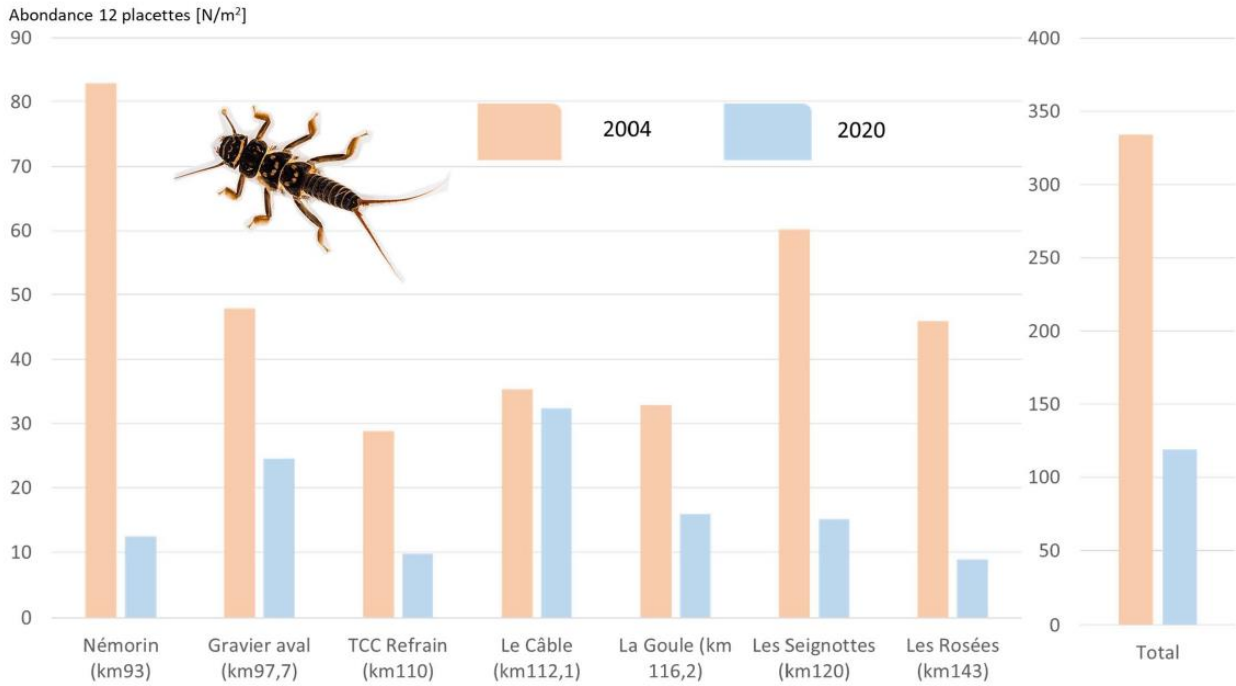 Abondance 12 placettes [N/m²]
90
80
70
60
50
40
30
20
10
0
400
350
300
250
200
150
100
50
0
2004
2020
Némorin
(km93)
Gravier aval
(km97,7)
TCC Refrain
(km110)
Le Câble
(km112,1)
La Goule (km
116,2)
Les Seignottes
(km120)
Les Rosées
(km143)
Total